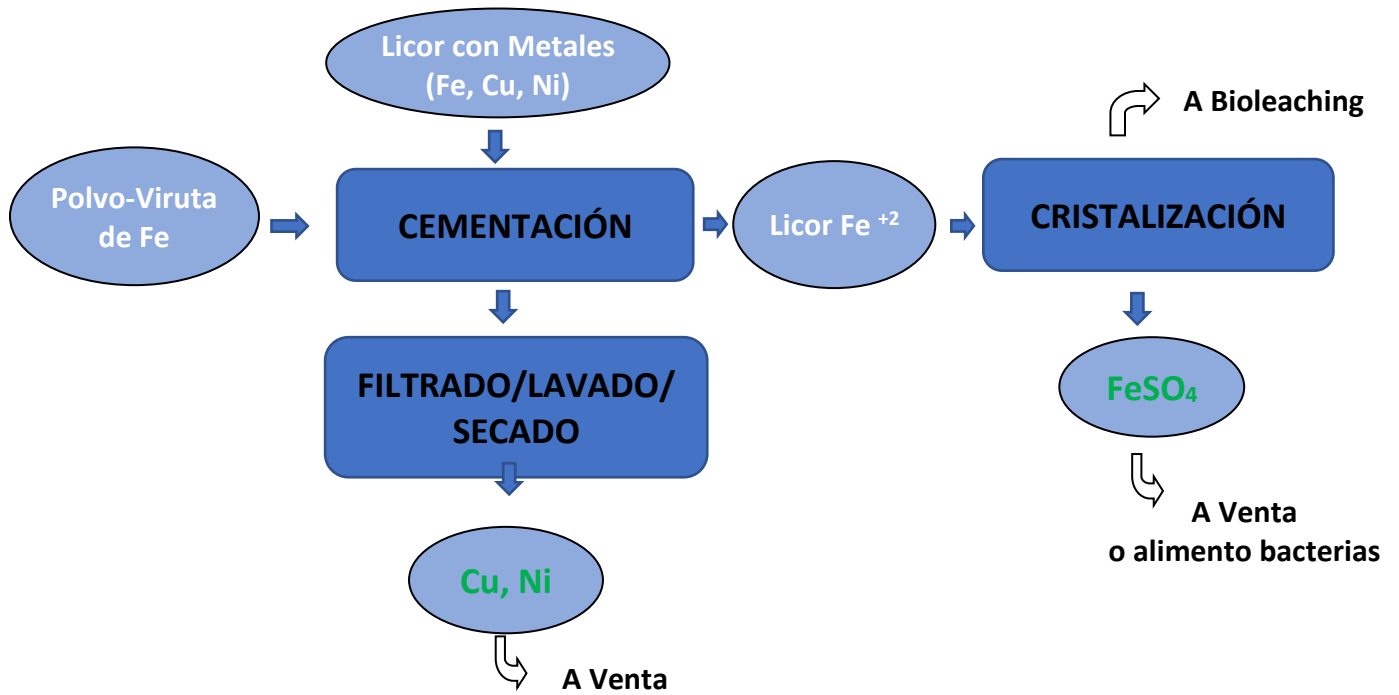 Licor con Metales
(Fe, Cu, Ni)
A Bioleaching
Polvo-Viruta
de Fe
CEMENTACIÓN
Licor Fe +2
CRISTALIZACIÓN
FILTRADO/LAVADO/
SECADO
FeSO4
A Venta
o alimento bacterias
Cu, Ni
A Venta